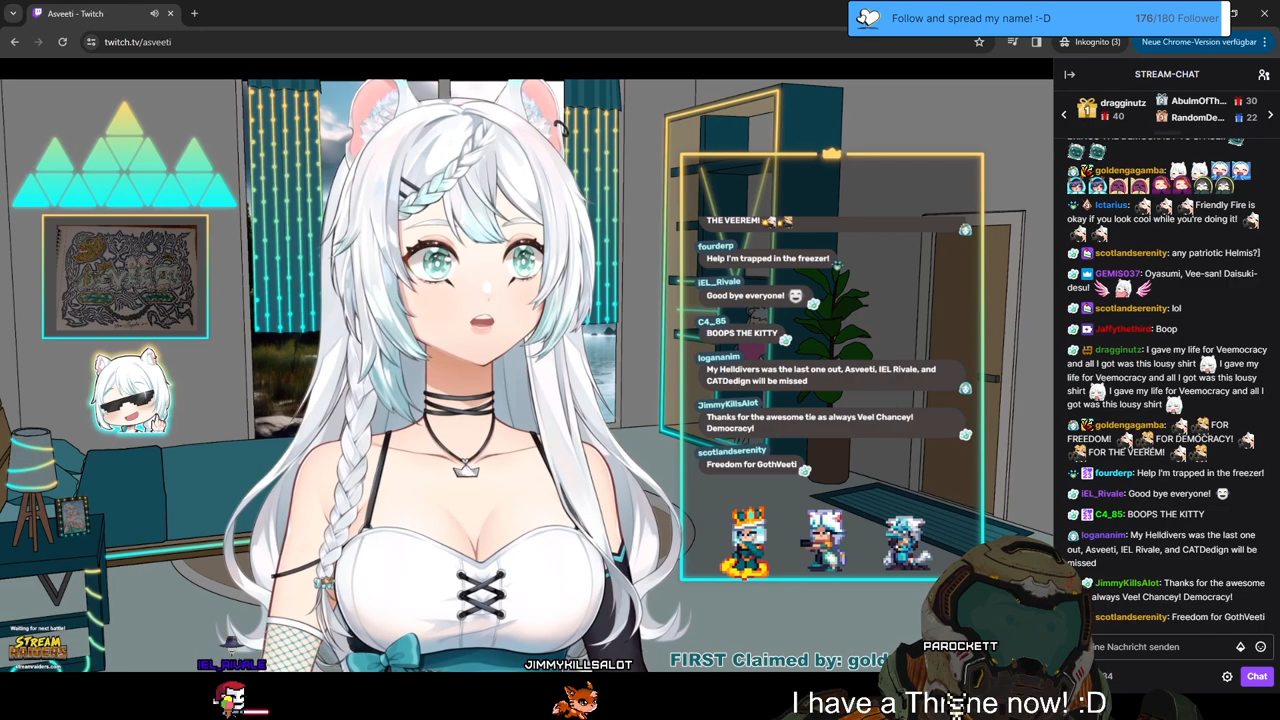 Asveeti - Twitch
twitch.tv/asveeti
Follow and spread my name! :-D
176/180 Follower
Inkognito (3)
Neue Chrome-Version verfügbar
THE VEEREM!
fourderp
Help I'm trapped in the freezer!
iEL_Rivale
Good bye everyone!
C4_85
BOOPS THE KITTY
logananim
My Helldivers was the last one out, Asveeti, IEL Rivale, and
CATDedign will be missed
JimmyKillsAlot
Thanks for the awesome tie as always Vee! Chancey!
Democracy!
scotlandserenity
Freedom for GothVeeti
Waiting for next battle!
STREAM
RAIDERS
streamraiders.com
IEL_RIVALE
JIMMYKILLSALOT
FIRST Claimed by: gold
PAROCKETT
I have a Throne now! :D
STREAM-CHAT
dragginutz
40
AbulmOfTh... 30
RandomDe... 22
goldengagamba:
Ictarius: Friendly Fire is
okay if you look cool while you're doing it!
scotlandserenity: any patriotic Helmis?]
GEMIS037: Oyasumi, Vee-san! Daisuki-
desu!
scotlandserenity: lol
Jaffythethird: Boop
dragginutz: I gave my life for Veemocracy
and all I got was this lousy shirt I gave my
life for Veemocracy and all I got was this lousy
shirt I gave my life for Veemocracy and all I
got was this lousy shirt
goldengagamba: FOR
FREEDOM! FOR DEMOCRACY!
FOR THE VEEREM!
fourderp: Help I'm trapped in the freezer!
iEL_Rivale: Good bye everyone!
C4_85: BOOPS THE KITTY
logananim: My Helldivers was the last one
out, Asveeti, IEL Rivale, and CATDedign will be
missed
JimmyKillsAlot: Thanks for the awesome
always Vee! Chancey! Democracy!
scotlandserenity: Freedom for GothVeeti
ne Nachricht senden
Chat